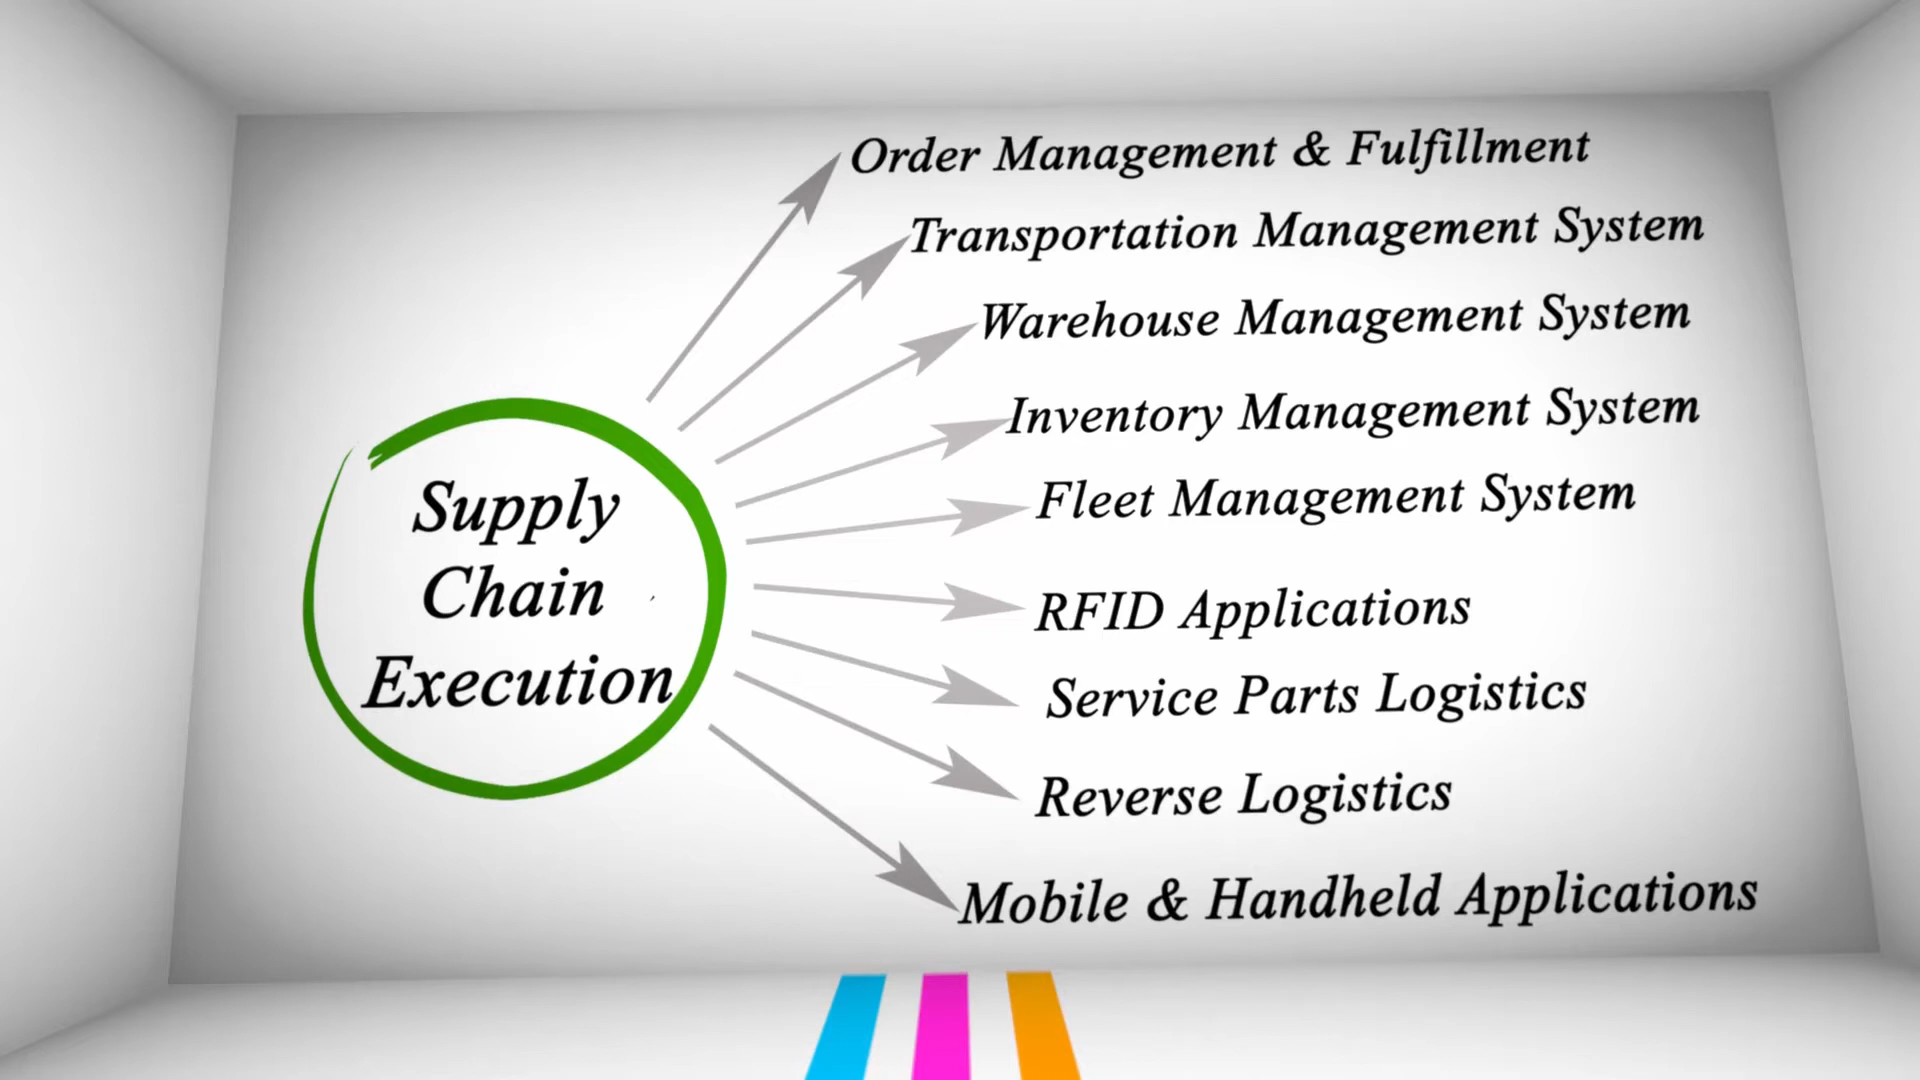 Supply
Chain
Execution
Order Management & Fulfillment
Transportation Management System
Warehouse Management System
Inventory Management System
Fleet Management System
RFID Applications
Service Parts Logistics
Reverse Logistics
Mobile & Handheld Applications